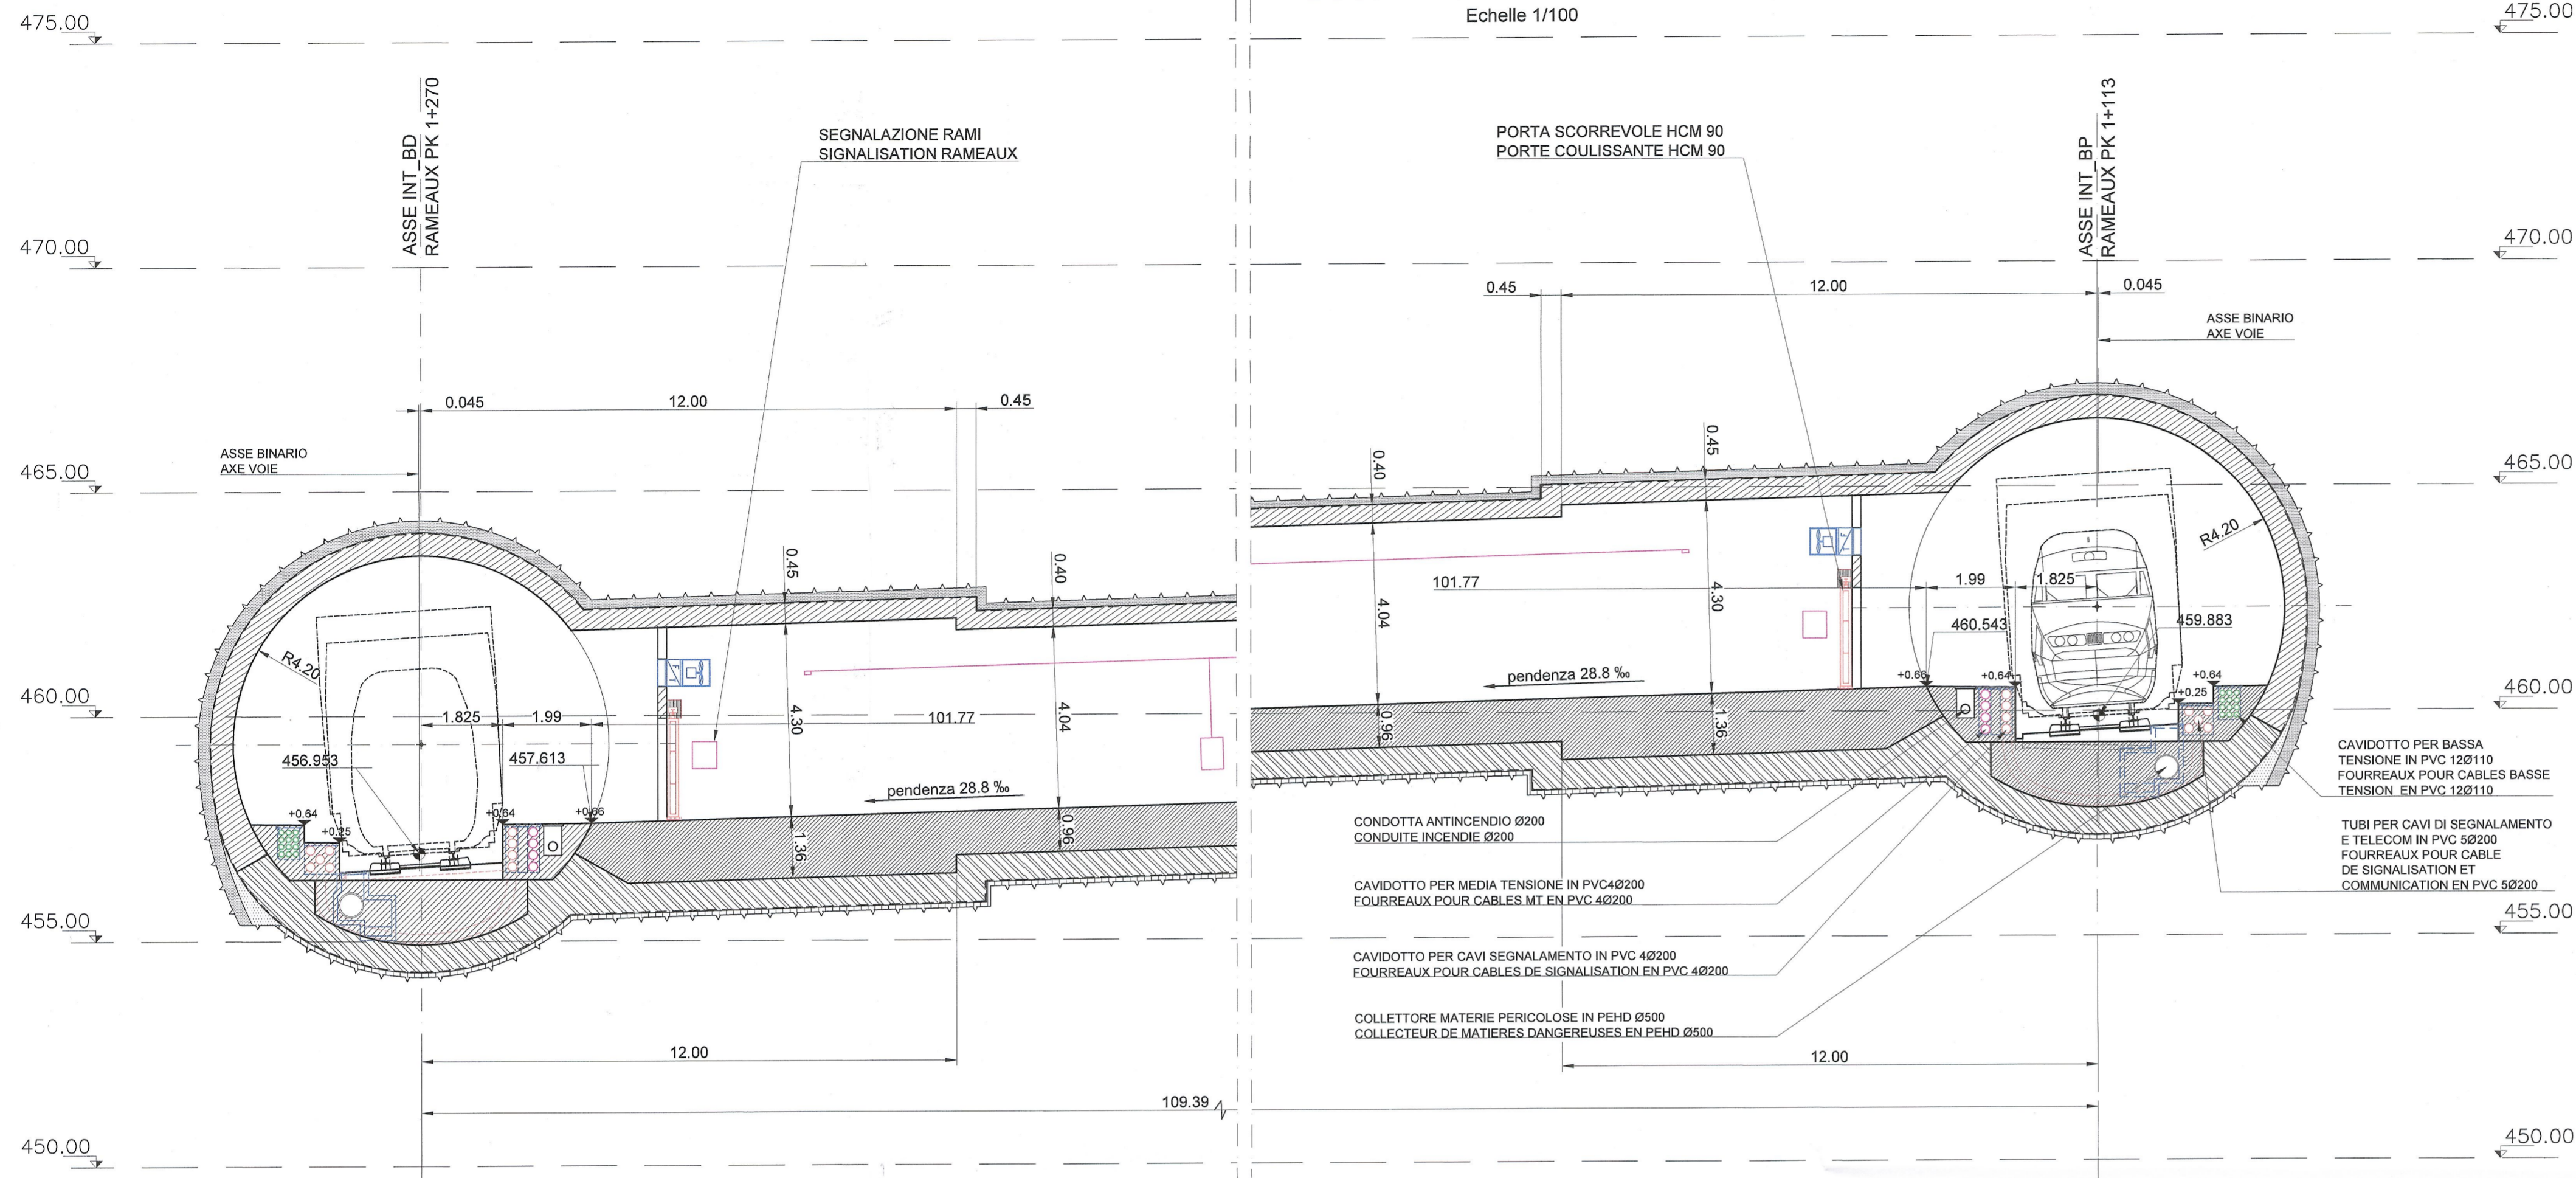 Echelle 1/100
475.00
475.00
ASSE INT_BD
RAMEAUX PK 1+270
SEGNALAZIONE RAMI
SIGNALISATION RAMEAUX
PORTA SCORREVOLE HCM 90
PORTE COULISSANTE HCM 90
ASSE INT_BP
RAMEAUX PK 1+113
470.00
470.00
0.45
12.00
0.045
ASSE BINARIO
AXE VOIE
0.045
12.00
0.45
ASSE BINARIO
AXE VOIE
465.00
465.00
0.40
0.45
R4.20
0.45
0.40
101.77
1.99
1.825
4.04
4.30
460.543
459.883
R4.20
pendenza 28.8 ‰
+0.66
+0.64
+0.64
+0.25
460.00
460.00
1.825
1.99
101.77
4.30
4.04
0.96
1.36
456.953
457.613
pendenza 28.8 ‰
+0.64
+0.25
+0.64
+0.66
1.36
0.96
CAVIDOTTO PER BASSA
TENSIONE IN PVC 12Ø110
FOURREAUX POUR CABLES BASSE
TENSION EN PVC 12Ø110
CONDOTTA ANTINCENDIO Ø200
CONDUITE INCENDIE Ø200
TUBI PER CAVI DI SEGNALAMENTO
E TELECOM IN PVC 5Ø200
FOURREAUX POUR CABLE
DE SIGNALISATION ET
COMMUNICATION EN PVC 5Ø200
CAVIDOTTO PER MEDIA TENSIONE IN PVC4Ø200
FOURREAUX POUR CABLES MT EN PVC 4Ø200
455.00
455.00
CAVIDOTTO PER CAVI SEGNALAMENTO IN PVC 4Ø200
FOURREAUX POUR CABLES DE SIGNALISATION EN PVC 4Ø200
COLLETTORE MATERIE PERICOLOSE IN PEHD Ø500
COLLECTEUR DE MATIERES DANGEREUSES EN PEHD Ø500
12.00
12.00
109.39
450.00
450.00